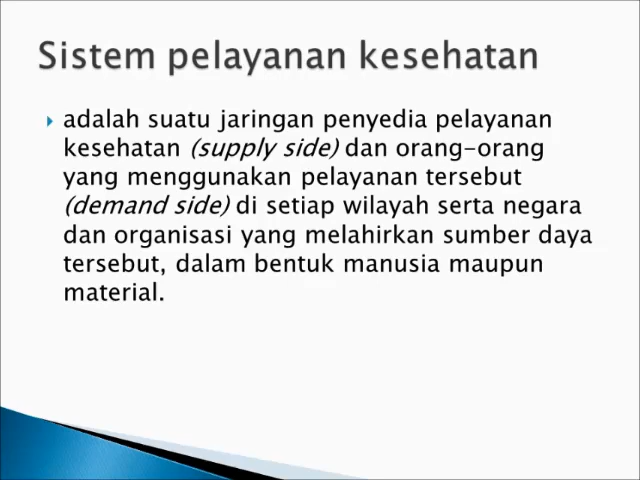 Sistem pelayanan kesehatan
adalah suatu jaringan penyedia pelayanan
kesehatan (supply side) dan orang-orang
yang menggunakan pelayanan tersebut
(demand side) di setiap wilayah serta negara
dan organisasi yang melahirkan sumber daya
tersebut, dalam bentuk manusia maupun
material.